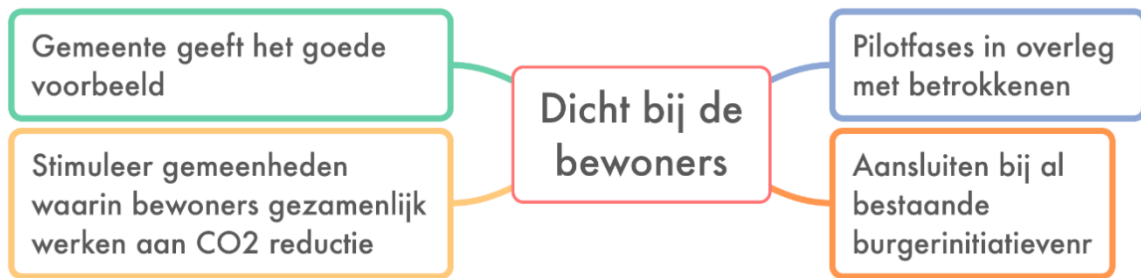 Gemeente geeft het goede
voorbeeld
Stimuleer gemeenheden
waarin bewoners gezamenlijk
werken aan CO2 reductie
Dicht bij de
bewoners
Pilotfases in overleg
met betrokkenen
Aansluiten bij al
bestaande
burgerinitiatievenr